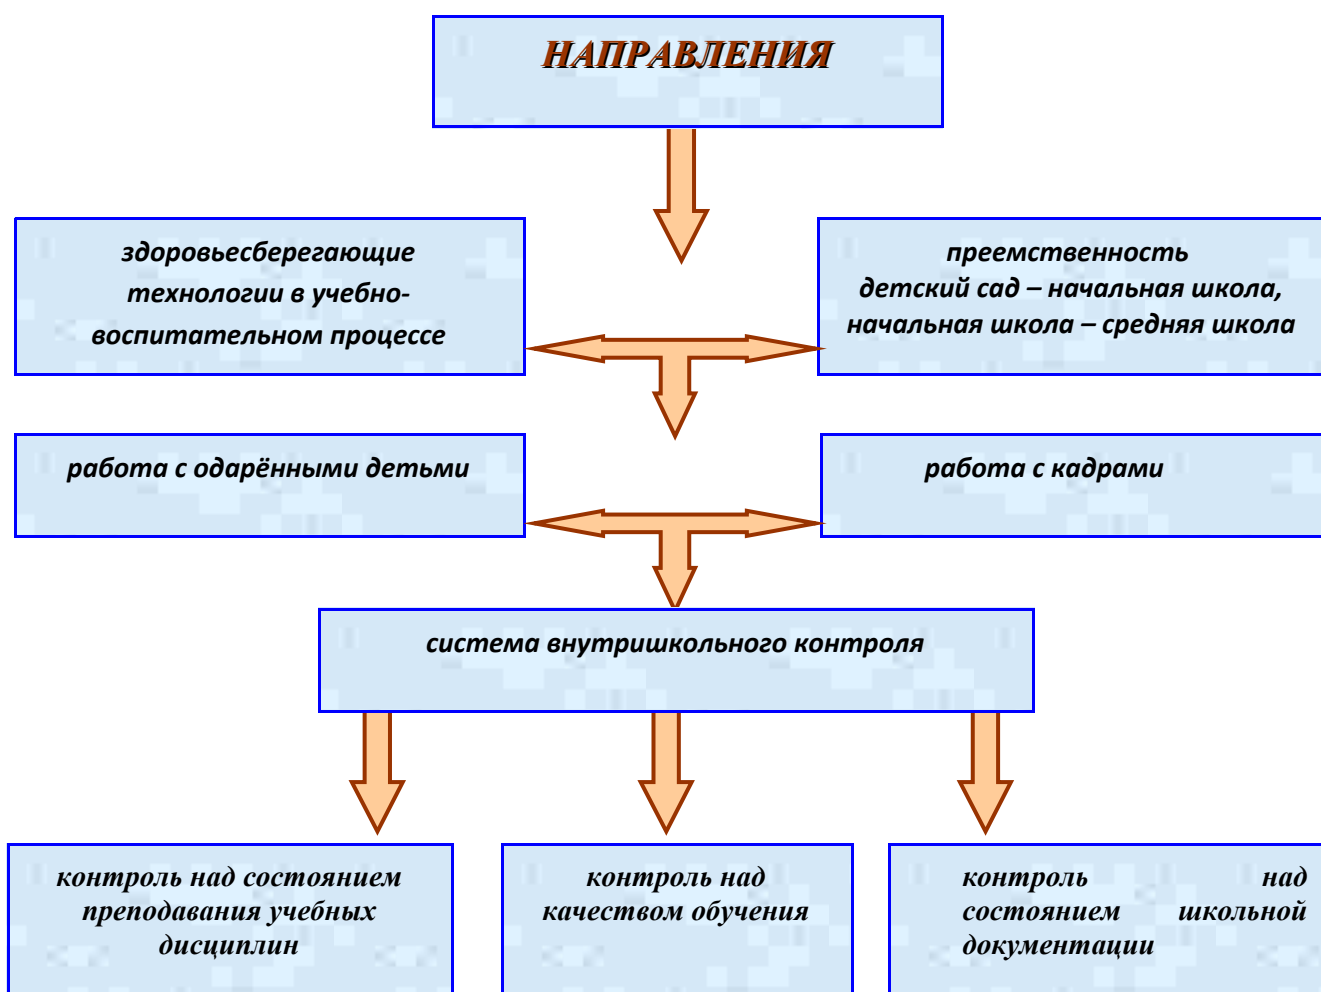 НАПРАВЛЕНИЯ
здоровьесберегающие
технологии в учебно-
воспитательном процессе
преемственность
детский сад – начальная школа,
начальная школа – средняя школа
работа с одарёнными детьми
работа с кадрами
система внутришкольного контроля
контроль над состоянием
преподавания учебных
дисциплин
контроль над
качеством обучения
контроль над
состоянием школьной
документации